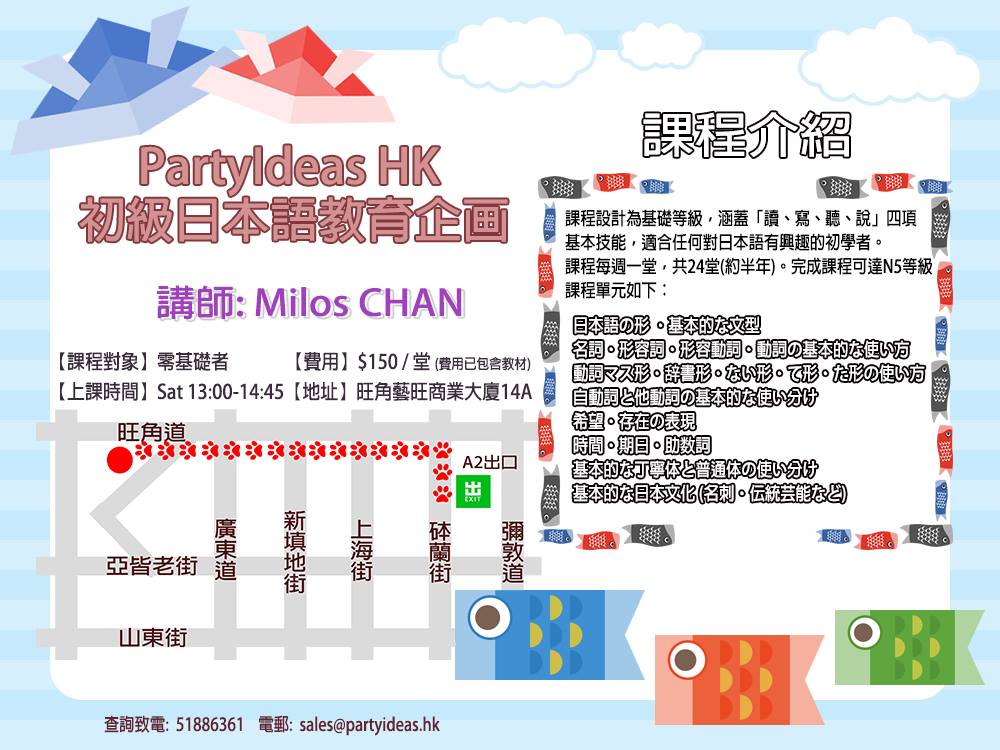 PartyIdeas HK
初級日本語教育企画
講師: Milos CHAN
【課程對象】零基礎者 【費用】$150 / 堂 (費用已包含教材)
【上課時間】Sat 13:00-14:45【地址】旺角藝旺商業大廈14A
旺角道
A2出口
出
EXIT
廣東道
新填地街
上海街
砵蘭街
彌敦道
亞皆老街
山東街
課程介紹
課程設計為基礎等級，涵蓋「讀、寫、聽、說」四項
基本技能，適合任何對日本語有興趣的初學者。
課程每週一堂，共24堂(約半年)。完成課程可達N5等級
課程單元如下：
日本語の形・基本的な文型
名詞・形容詞・形容動詞・動詞の基本的な使い方
動詞マス形・辞書形・ない形・て形・た形の使い方
自動詞と他動詞の基本的な使い分け
希望・存在の表現
時間・期日・助数詞
基本的な丁寧体と普通体の使い分け
基本的な日本文化 (名刺・伝統芸能など)
查詢致電: 51886361 電郵: sales@partyideas.hk